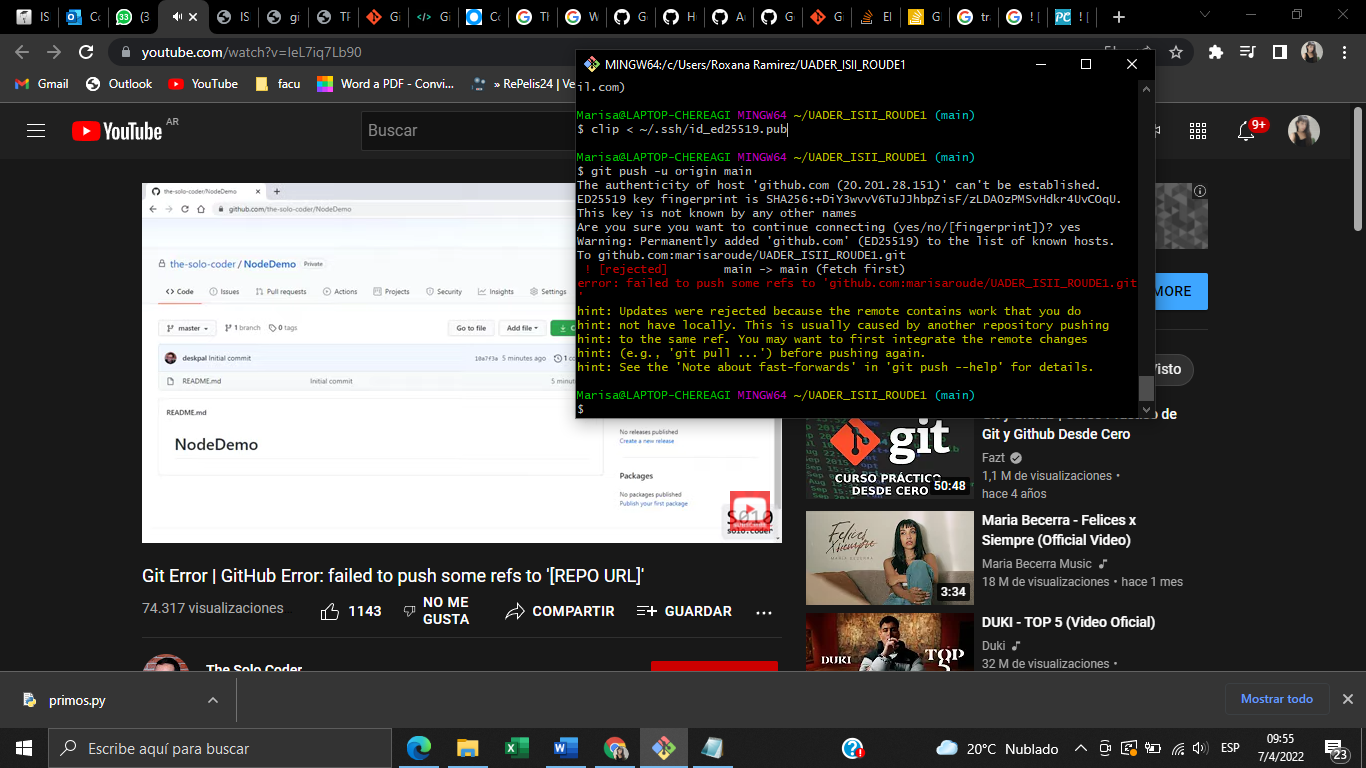 IS
Co
(3
IS
gi
TF
Gi
Gi
Co
Th
W
Gi
H
A
G
G
El
G
tra
! [
! [
youtube.com/watch?v=IeL7iq7Lb90
Gmail
Outlook
YouTube
facu
Word a PDF - Convi...
» RePelis24 | Ve
YouTube
AR
Buscar
9+
MINGW64:/c/Users/Roxana Ramirez/UADER_ISII_ROUDE1
il.com)
Marisa@LAPTOP-CHEREAGI MINGW64 ~/UADER_ISII_ROUDE1 (main)
$ clip < ~/.ssh/id_ed25519.pub
Marisa@LAPTOP-CHEREAGI MINGW64 ~/UADER_ISII_ROUDE1 (main)
$ git push -u origin main
The authenticity of host 'github.com (20.201.28.151)' can't be established.
ED25519 key fingerprint is SHA256:+DiY3wvvV6TuJJhbpZisF/zLDA0zPMSvHdkr4UvCOqU.
This key is not known by any other names
Are you sure you want to continue connecting (yes/no/[fingerprint])? yes
Warning: Permanently added 'github.com' (ED25519) to the list of known hosts.
To github.com:marisaroude/UADER_ISII_ROUDE1.git
! [rejected] main -> main (fetch first)
error: failed to push some refs to 'github.com:marisaroude/UADER_ISII_ROUDE1.git
'
hint: Updates were rejected because the remote contains work that you do
hint: not have locally. This is usually caused by another repository pushing
hint: to the same ref. You may want to first integrate the remote changes
hint: (e.g., 'git pull ...') before pushing again.
hint: See the 'Note about fast-forwards' in 'git push --help' for details.
Marisa@LAPTOP-CHEREAGI MINGW64 ~/UADER_ISII_ROUDE1 (main)
$
the-solo-coder/NodeDemo
github.com/the-solo-coder/NodeDemo
the-solo-coder / NodeDemo Private
Code
Issues
Pull requests
Actions
Projects
Security
Insights
Settings
master
1 branch
0 tags
Go to file
Add file
deskpal Initial commit
10a7f3e 5 minutes ago
README.md
Initial commit
5 minutes
README.md
NodeDemo
No releases published
Create a new release
Packages
No packages published
Publish your first package
SOLO
SUBSCRIBE
solo.coder
MORE
isto
de
Git y Github Desde Cero
Fazt
1,1 M de visualizaciones •
hace 4 años
git
CURSO PRÁCTICO
DESDE CERO
50:48
Felices
x Siempre
3:34
Maria Becerra - Felices x
Siempre (Official Video)
Maria Becerra Music
18 M de visualizaciones • hace 1 mes
DUKI
TOP
5
DUKI - TOP 5 (Video Oficial)
Duki
32 M de visualizaciones •
Git Error | GitHub Error: failed to push some refs to '[REPO URL]'
74.317 visualizaciones
1143
NO ME
GUSTA
COMPARTIR
GUARDAR
The Solo Coder
primos.py
Mostrar todo
Escribe aquí para buscar
20°C Nublado
ESP
09:55
7/4/2022
23